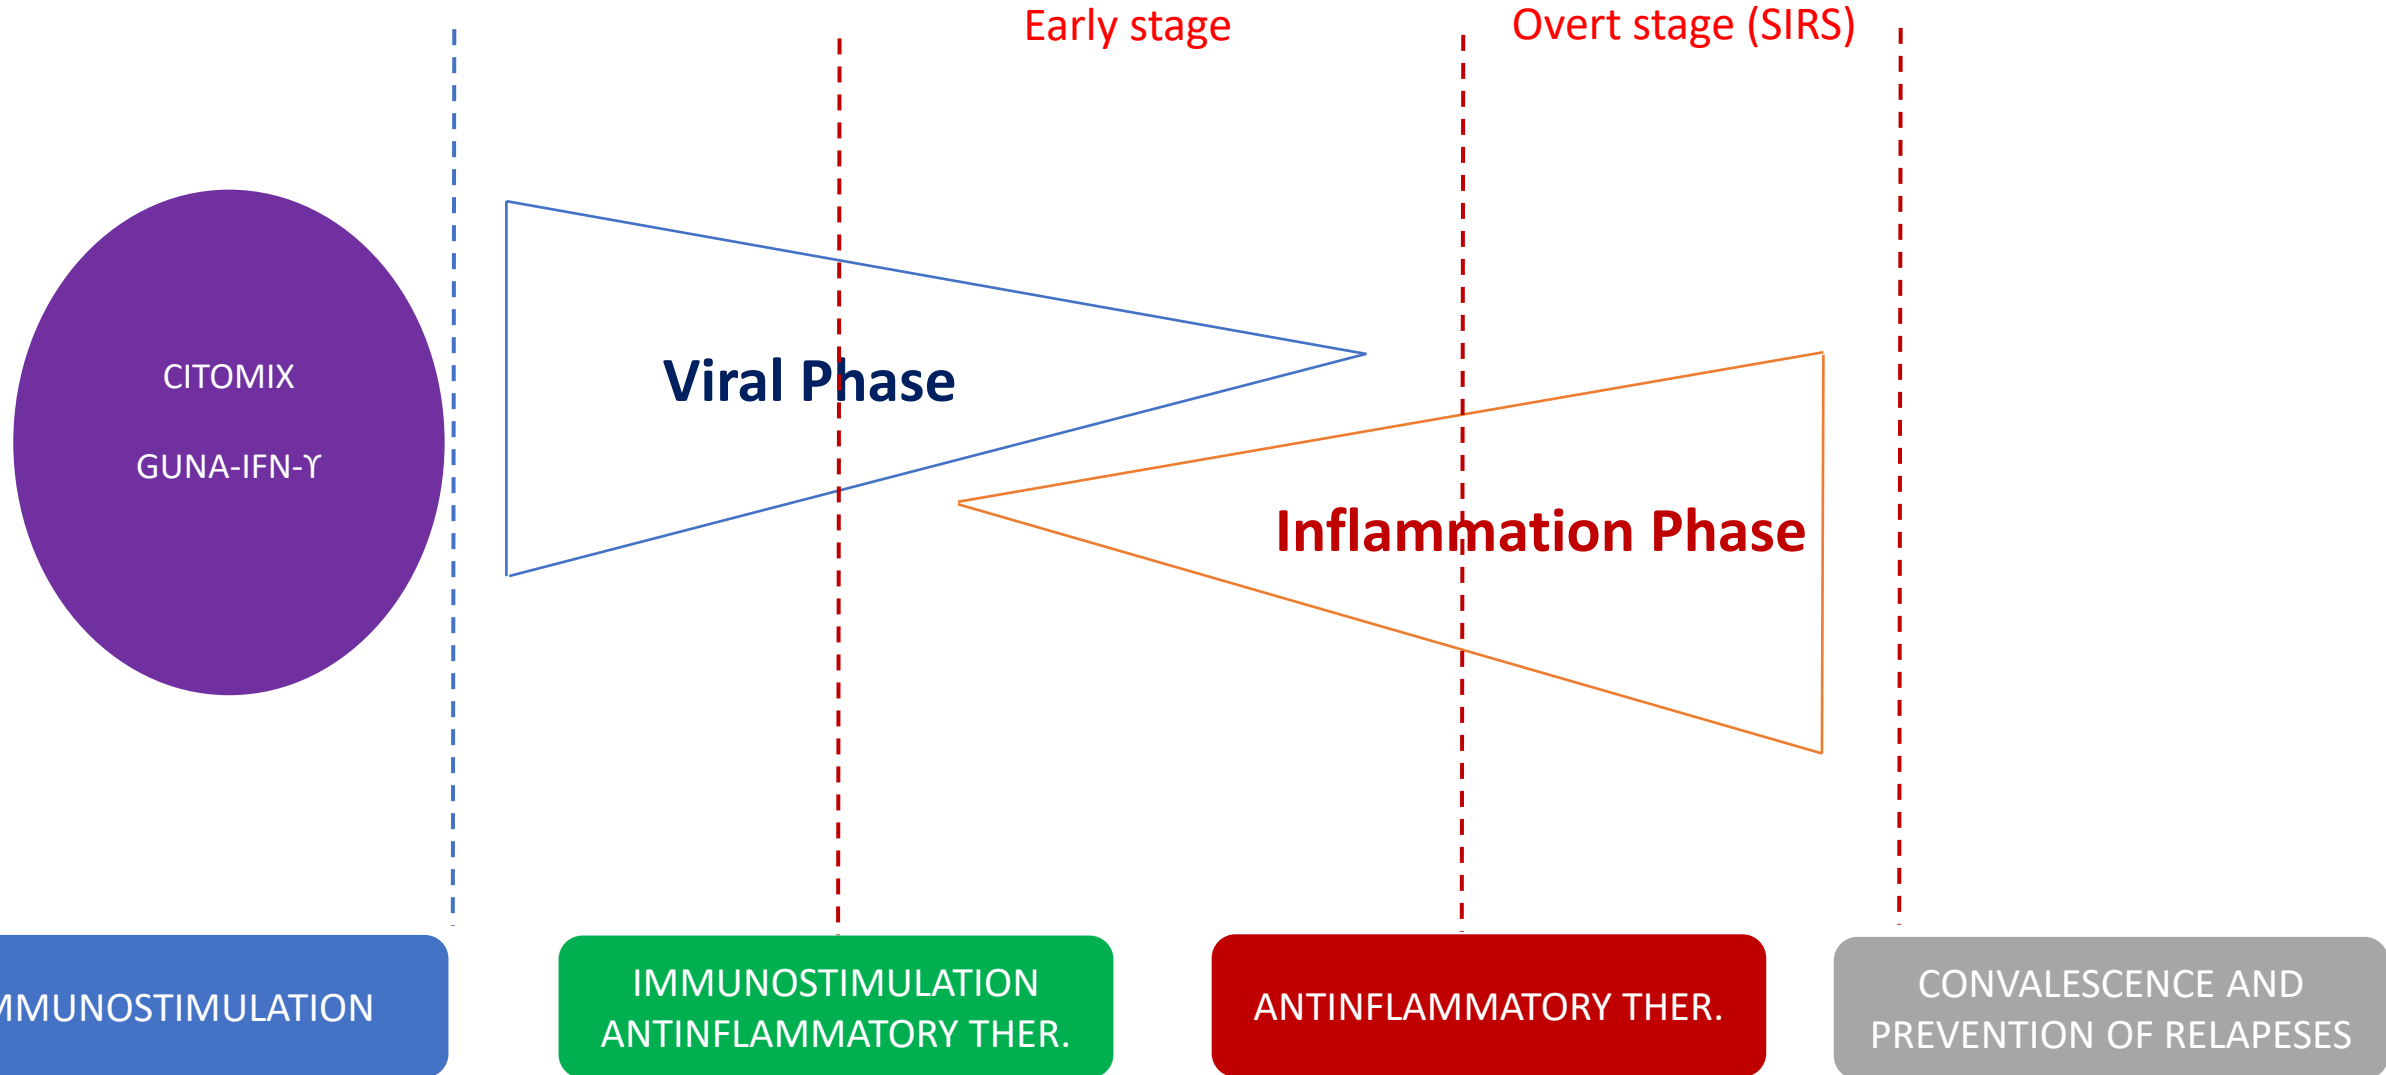 Early stage
Overt stage (SIRS)
CITOMIX
GUNA-IFN-ϒ
Viral Phase
Inflammation Phase
MMUNOSTIMULATION
IMMUNOSTIMULATION
ANTINFLAMMATORY THER.
ANTINFLAMMATORY THER.
CONVALESCENCE AND
PREVENTION OF RELAPESES